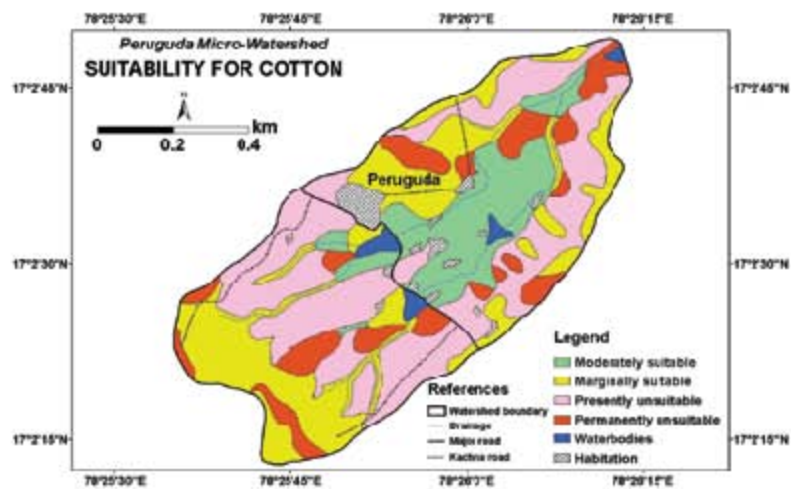 78°25'30"E 78°25'45"E 78°26'0"E 78°26'15"E
Peruguda Micro-Watershed
SUITABILITY FOR COTTON
17°2'45"N 17°2'45"N
N
km
0 0.2 0.4
Peruguda
17°2'30"N 17°2'30"N
Legend
Moderately suitable
Marginally suitable
Presently unsuitable
Permanently unsuitable
Waterbodies
Habitation
References
Watershed boundary
Drainage
Major road
Kachna road
17°2'15"N 17°2'15"N
78°25'30"E 78°25'45"E 78°26'0"E 78°26'15"E